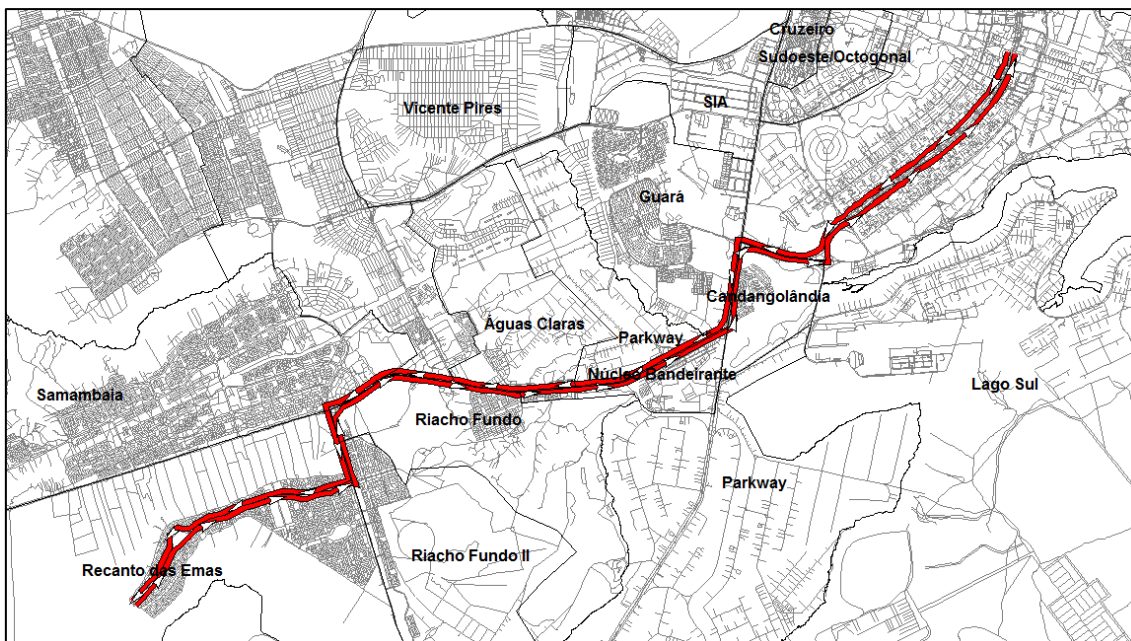 Cruzeiro
Sudoeste/Octogonal
SIA
Vicente Pires
Guará
Candangolândia
Águas Claras
Parkway
Núcleo Bandeirante
Lago Sul
Samambaia
Riacho Fundo
Parkway
Riacho Fundo II
Recanto das Emas